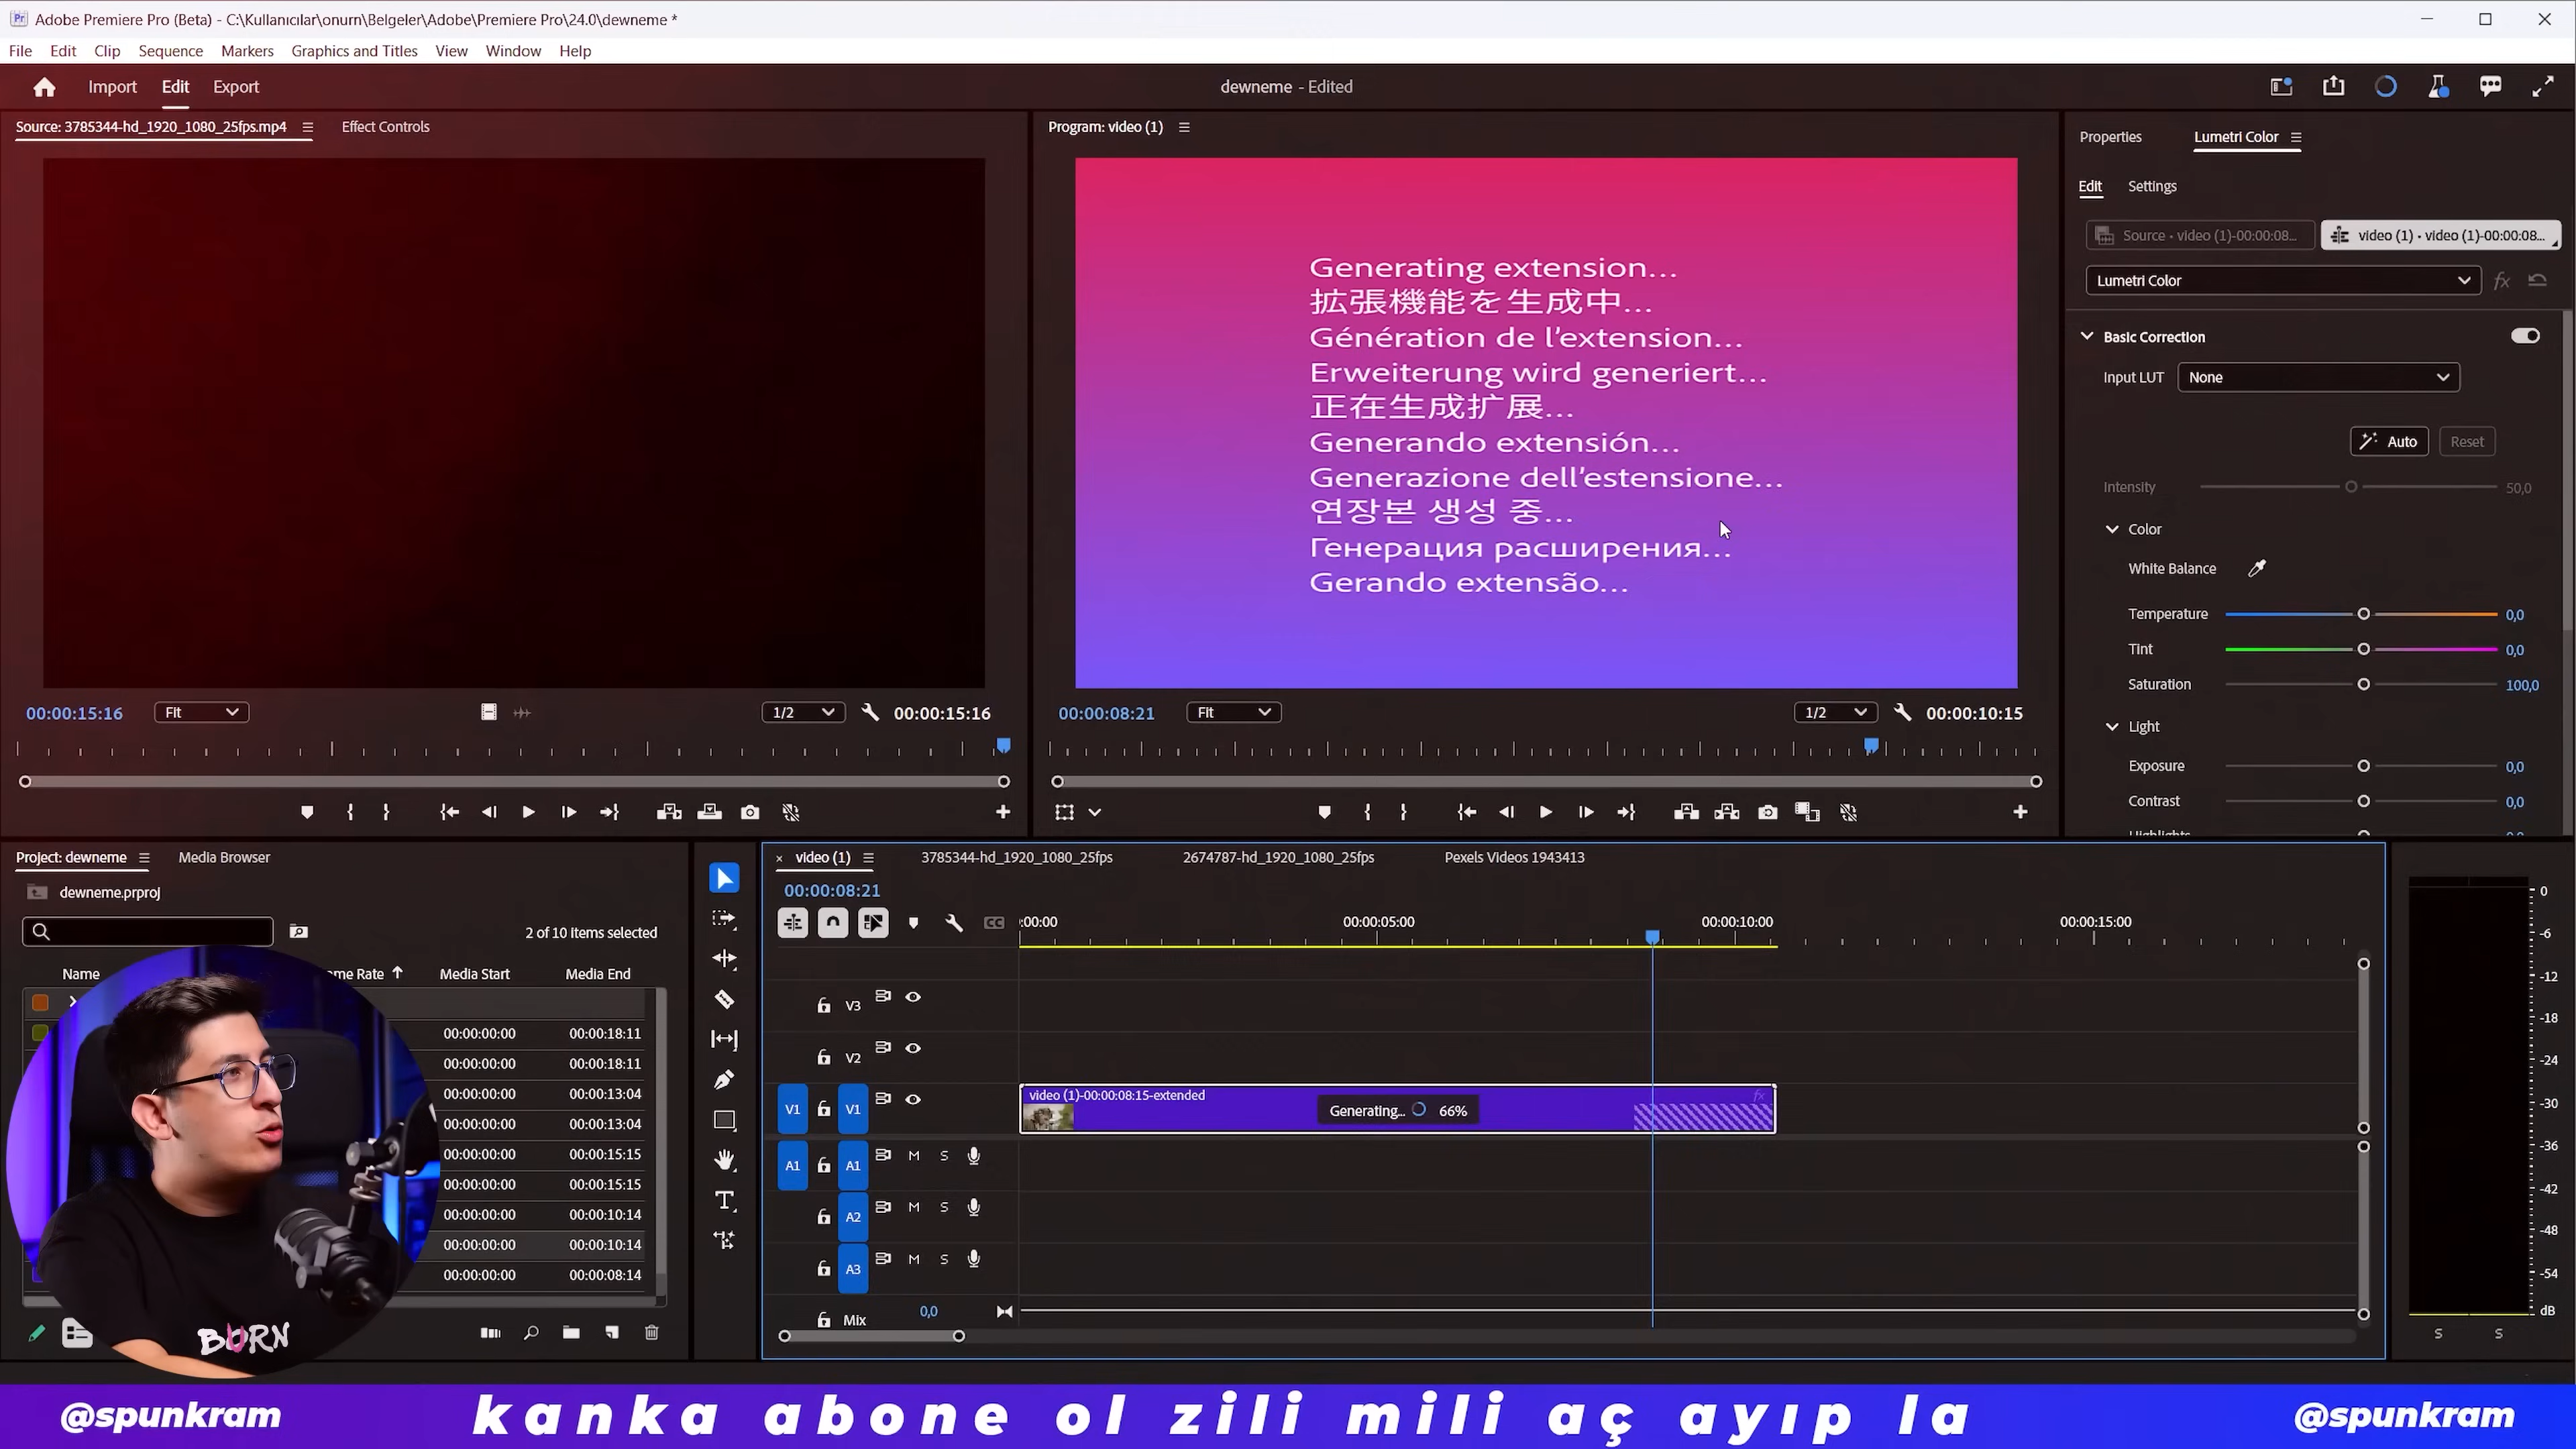 Adobe Premiere Pro (Beta) - C:\Kullanıcılar\onurn\Belgeler\Adobe\Premiere Pro\24.0\dewneme *
File Edit Clip Sequence Markers Graphics and Titles View Window Help
Import Edit Export
dewneme - Edited
Source: 3785344-hd_1920_1080_25fps.mp4
Effect Controls
Program: video (1)
Generating extension...
拡張機能を生成中...
Génération de l'extension...
Erweiterung wird generiert...
正在生成扩展...
Generando extensión...
Generazione dell'estensione...
연장본 생성 중...
Генерация расширения...
Gerando extensão...
Properties Lumetri Color
Edit Settings
Source • video (1)-00:00:08... video (1) • video (1)-00:00:08...
Lumetri Color fx
Basic Correction
Input LUT None
Auto Reset
Intensity 50,0
Color
White Balance
Temperature 0,0
Tint 0,0
Saturation 100,0
Light
Exposure 0,0
Contrast 0,0
00:00:15:16 Fit 1/2 00:00:15:16
00:00:08:21 Fit 1/2 00:00:10:15
Project: dewneme Media Browser
dewneme.prproj
2 of 10 items selected
Name me Rate Media Start Media End
00:00:00:00 00:00:18:11
00:00:00:00 00:00:18:11
00:00:00:00 00:00:13:04
00:00:00:00 00:00:13:04
00:00:00:00 00:00:15:15
00:00:00:00 00:00:15:15
00:00:00:00 00:00:10:14
00:00:00:00 00:00:10:14
00:00:00:00 00:00:08:14
BURN
× video (1) 3785344-hd_1920_1080_25fps 2674787-hd_1920_1080_25fps Pexels Videos 1943413
00:00:08:21
CC
:00:00 00:00:05:00 00:00:10:00 00:00:15:00
V3
V2
V1 V1
video (1)-00:00:08:15-extended fx
Generating... 66%
A1 A1 M S
A2 M S
A3 M S
Mix 0,0
0
-6
-12
-18
-24
-30
-36
-42
-48
-54
dB
S S
@spunkram kanka abone ol zili mili aç ayıp la @spunkram